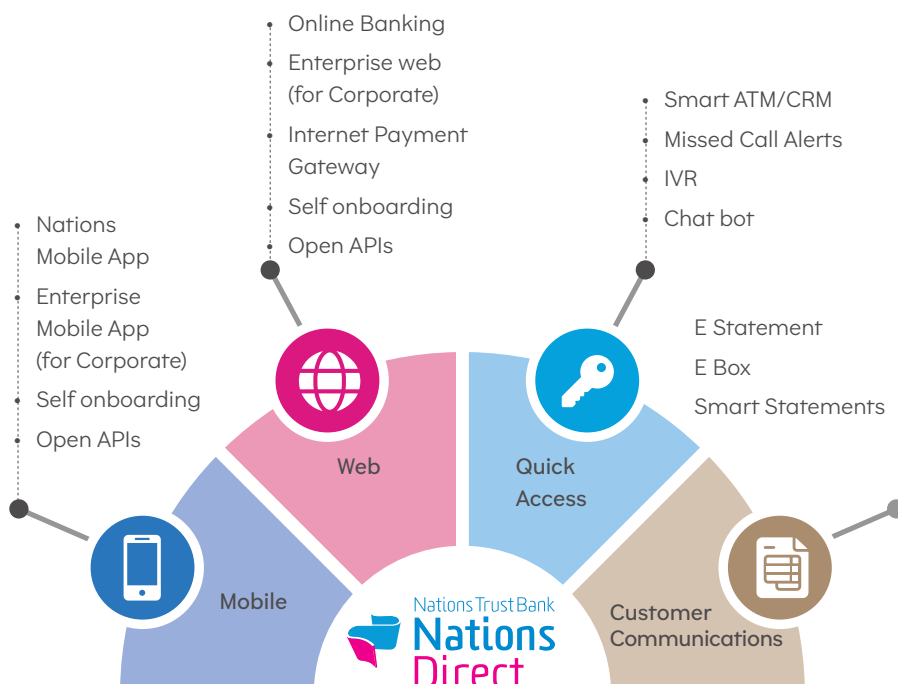 Online Banking
Enterprise web
(for Corporate)
Internet Payment
Gateway
Self onboarding
Open APIs
Smart ATM/CRM
Missed Call Alerts
IVR
Chat bot
Nations
Mobile App
Enterprise
Mobile App
(for Corporate)
Self onboarding
Open APIs
E Statement
E Box
Smart Statements
Web
Quick
Access
Mobile
Customer
Communications
Nations Trust Bank
Nations
Direct